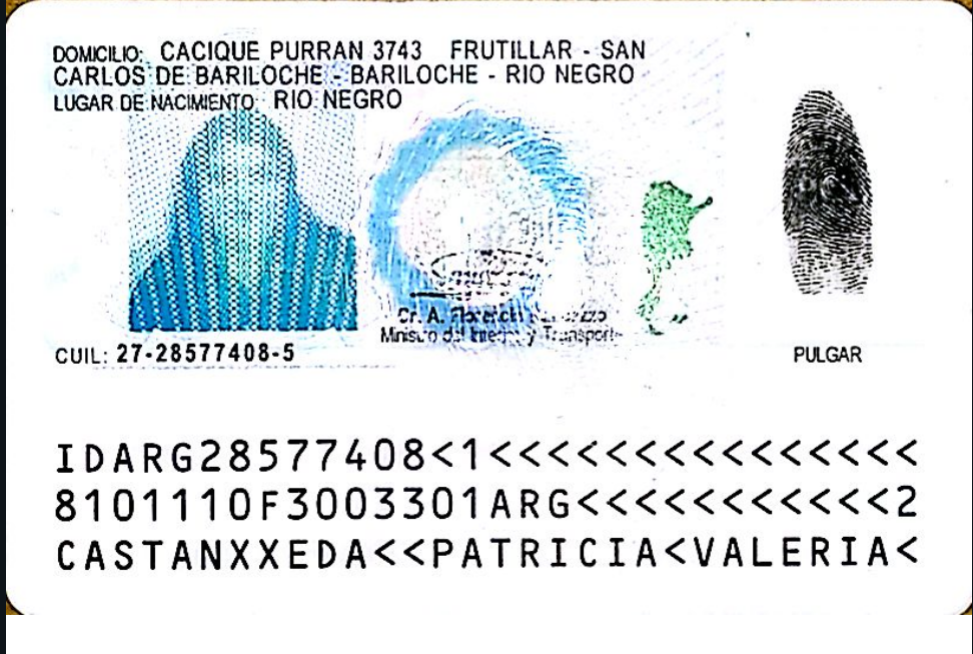 DOMICILIO: CACIQUE PURRAN 3743 FRUTILLAR - SAN
CARLOS DE BARILOCHE - BARILOCHE - RIO NEGRO
LUGAR DE NACIMIENTO: RIO NEGRO
Cr. A. Florencio
Ministro del Interior y Transporte
CUIL: 27-28577408-5
PULGAR
IDARG28577408<1<<<<<<<<<<<<<<<
8101110F3003301ARG<<<<<<<<<<<2
CASTANXXEDA<<PATRICIA<VALERIA<